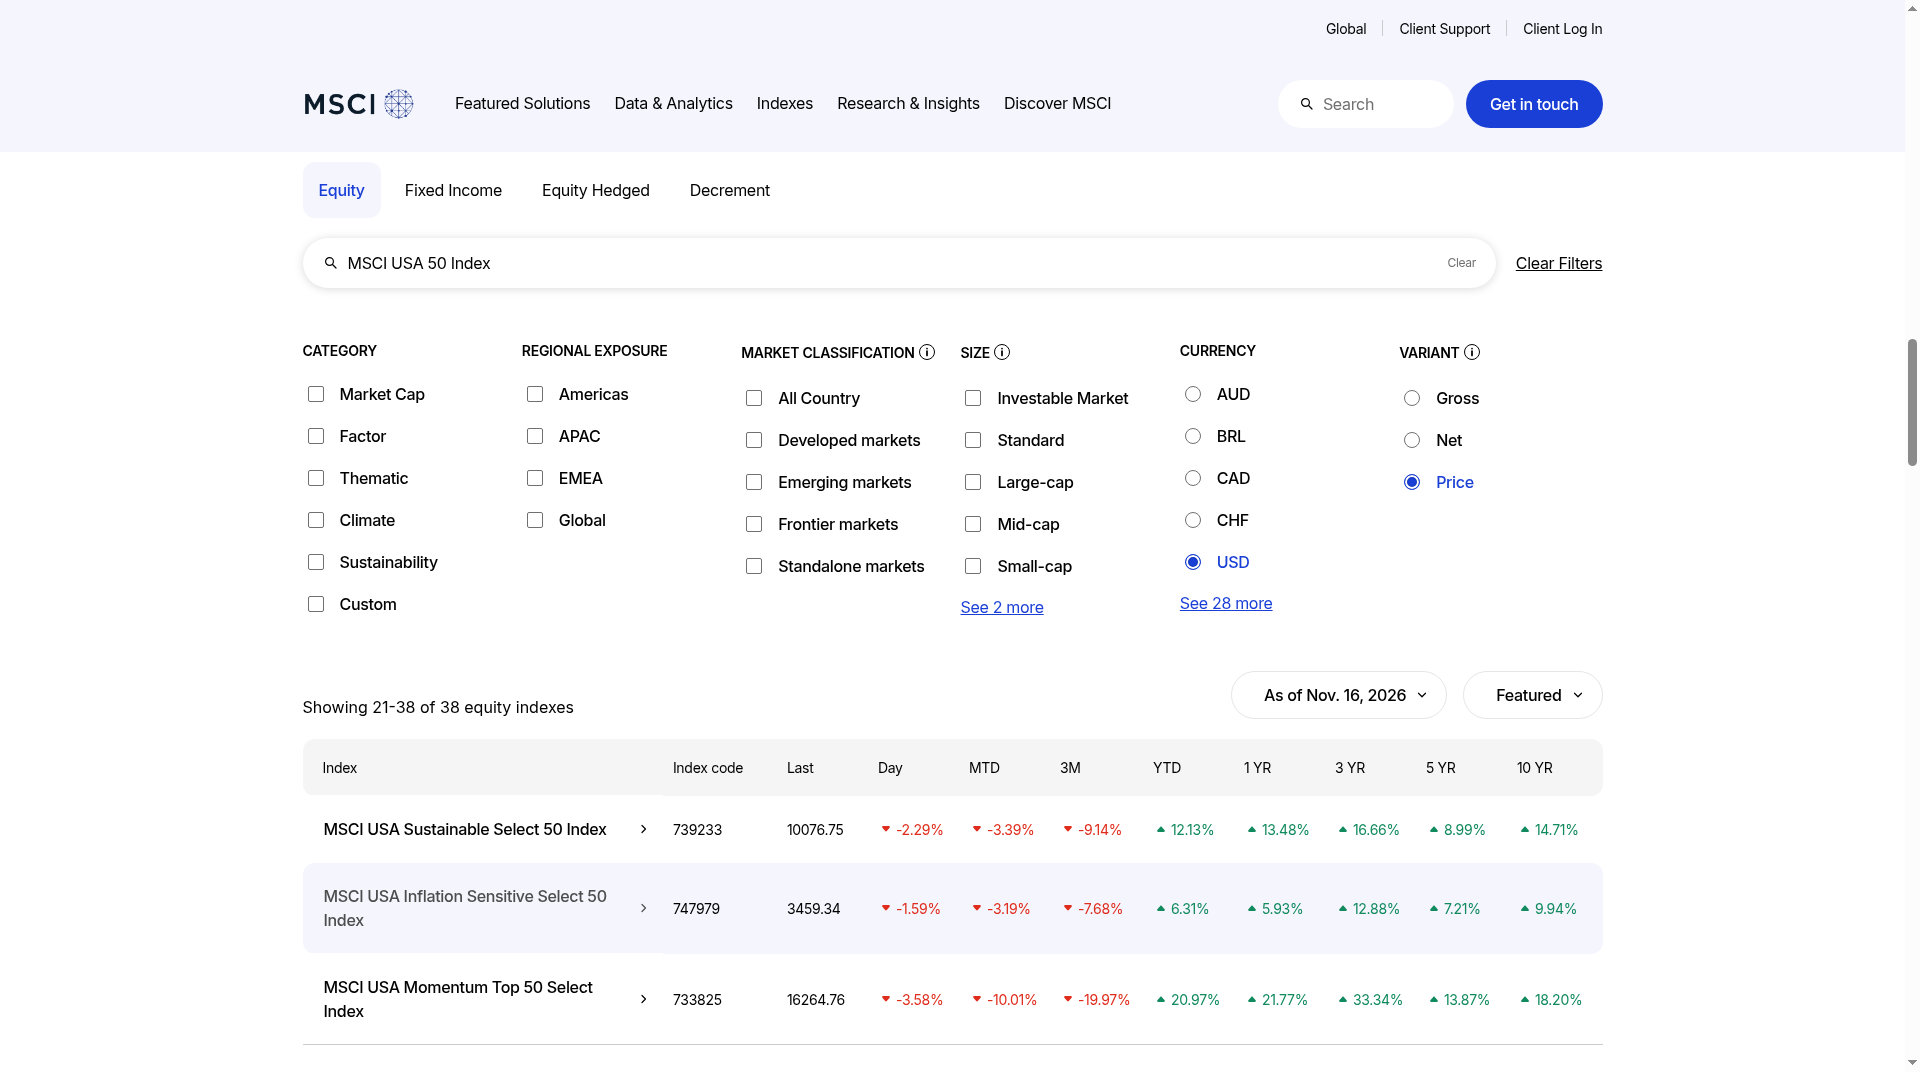 Global
Client Support
Client Log In
MSCI
Featured Solutions
Data & Analytics
Indexes
Research & Insights
Discover MSCI
Search
Get in touch
Equity
Fixed Income
Equity Hedged
Decrement
MSCI USA 50 Index
Clear
Clear Filters
CATEGORY
Market Cap
Factor
Thematic
Climate
Sustainability
Custom
REGIONAL EXPOSURE
Americas
APAC
EMEA
Global
MARKET CLASSIFICATION
All Country
Developed markets
Emerging markets
Frontier markets
Standalone markets
SIZE
Investable Market
Standard
Large-cap
Mid-cap
Small-cap
See 2 more
CURRENCY
AUD
BRL
CAD
CHF
USD
See 28 more
VARIANT
Gross
Net
Price
Showing 21-38 of 38 equity indexes
As of Nov. 16, 2026
Featured
Index Index code Last Day MTD 3M YTD 1 YR 3 YR 5 YR 10 YR
MSCI USA Sustainable Select 50 Index 739233 10076.75 -2.29% -3.39% -9.14% 12.13% 13.48% 16.66% 8.99% 14.71%
MSCI USA Inflation Sensitive Select 50
Index
747979 3459.34 -1.59% -3.19% -7.68% 6.31% 5.93% 12.88% 7.21% 9.94%
MSCI USA Momentum Top 50 Select
Index
733825 16264.76 -3.58% -10.01% -19.97% 20.97% 21.77% 33.34% 13.87% 18.20%